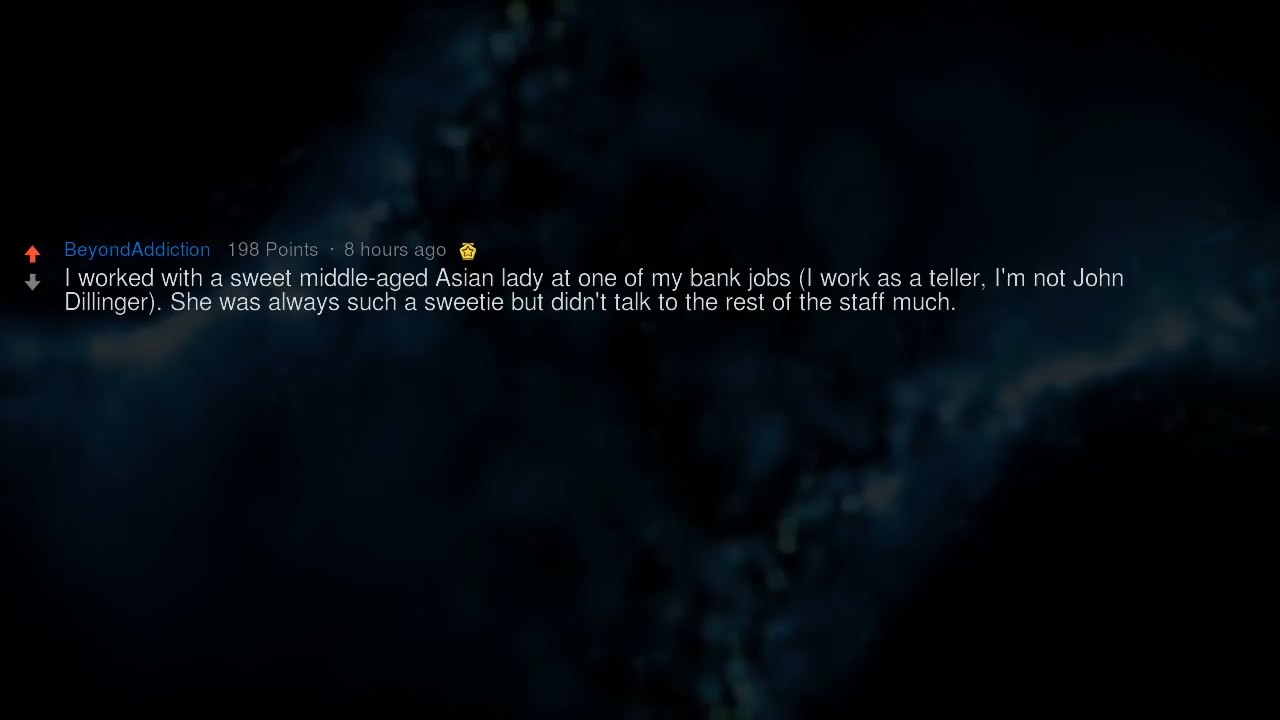 BeyondAddiction 198 Points · 8 hours ago
I worked with a sweet middle-aged Asian lady at one of my bank jobs (I work as a teller, I'm not John
Dillinger). She was always such a sweetie but didn't talk to the rest of the staff much.